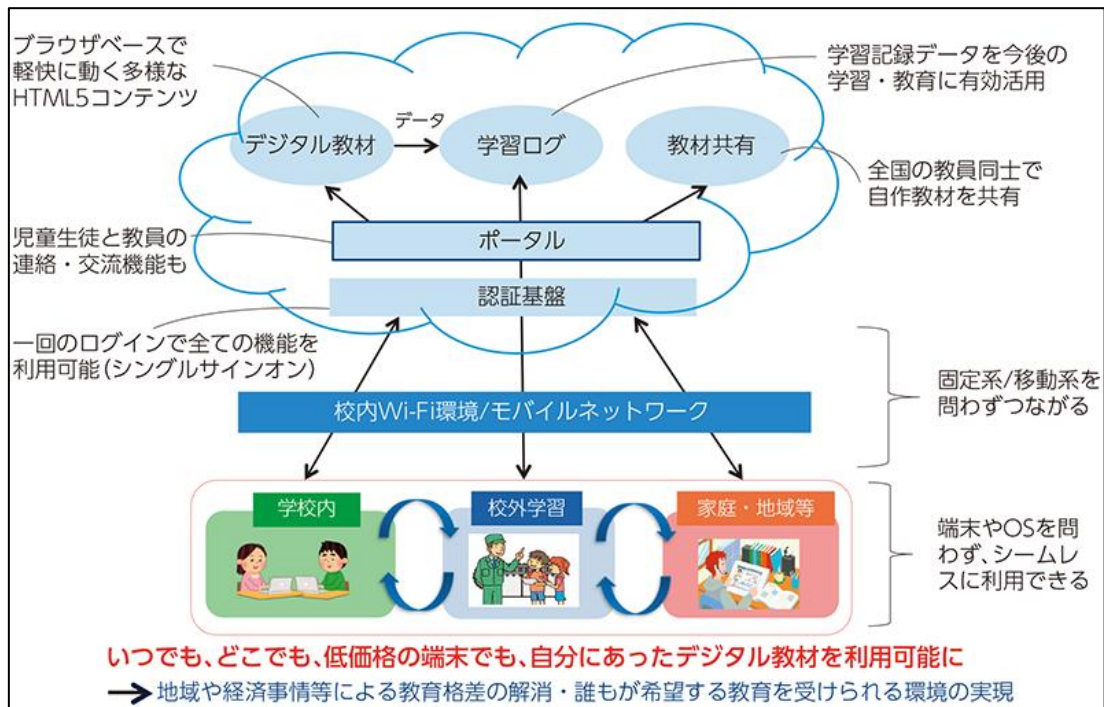 ブラウザベースで
軽快に動く多様な
HTML5コンテンツ
学習記録データを今後の
学習・教育に有効活用
データ
デジタル教材
学習ログ
教材共有
全国の教員同士で
自作教材を共有
児童生徒と教員の
連絡・交流機能も
ポータル
認証基盤
一回のログインで全ての機能を
利用可能(シングルサインオン)
固定系/移動系を
問わずつながる
校内Wi-Fi環境/モバイルネットワーク
学校内
校外学習
家庭・地域等
端末やOSを問
わず、シームレ
スに利用できる
いつでも、どこでも、低価格の端末でも、自分にあったデジタル教材を利用可能に
地域や経済事情等による教育格差の解消・誰もが希望する教育を受けられる環境の実現